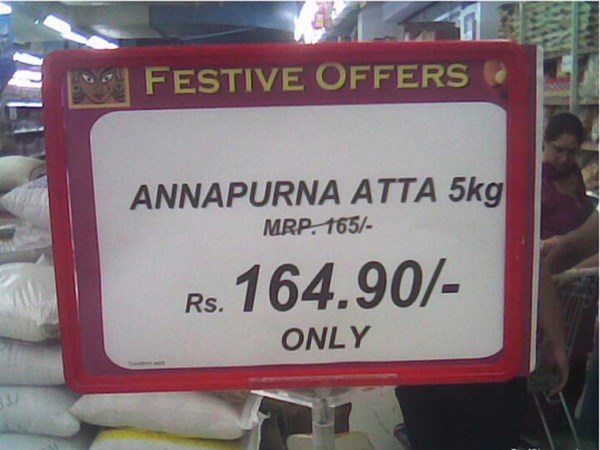 FESTIVE OFFERS
ANNAPURNA ATTA 5kg
MRP. 165/-
Rs. 164.90/-
ONLY